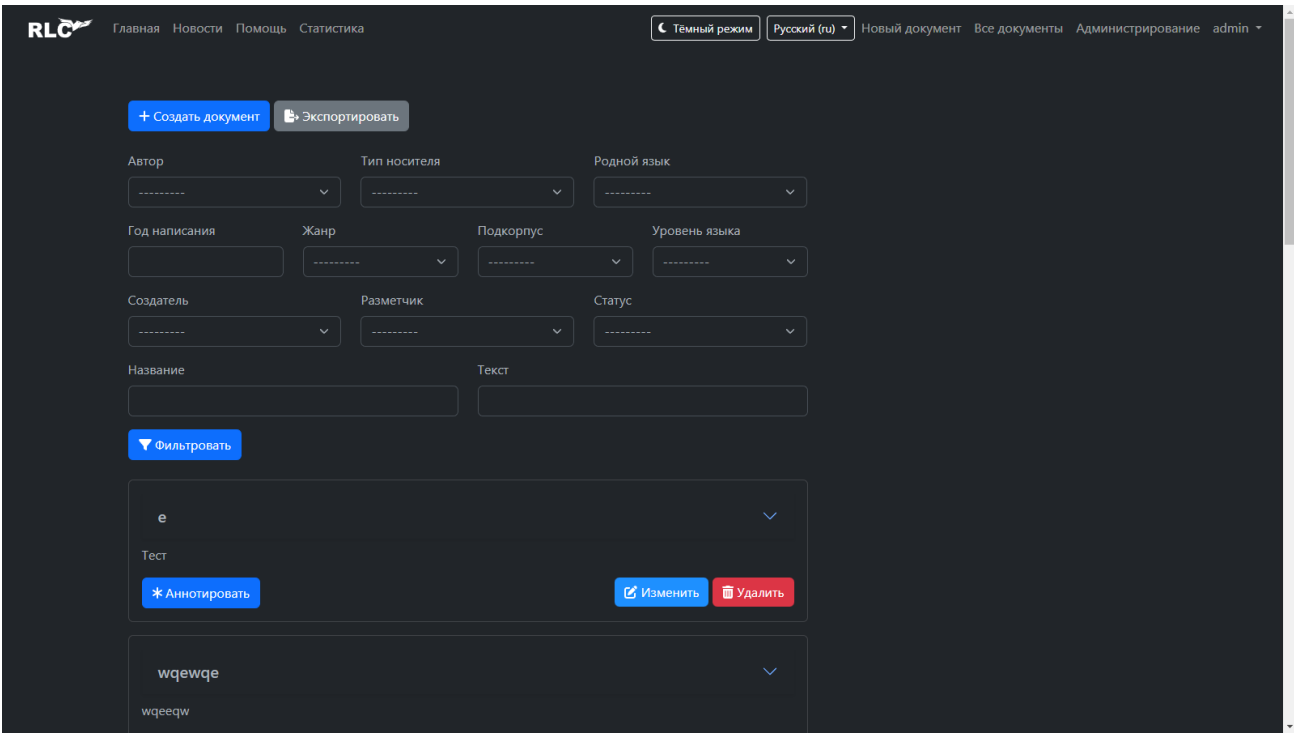 RLC Главная Новости Помощь Статистика Тёмный режим Русский (ru) Новый документ Все документы Администрирование admin
Создать документ Экспортировать
Автор Тип носителя Родной язык
--------- --------- ---------
Год написания Жанр Подкорпус Уровень языка
--------- --------- ---------
Создатель Разметчик Статус
--------- --------- ---------
Название Текст
Фильтровать
e
Тест
Аннотировать Изменить Удалить
wqewqe
wqeeqw